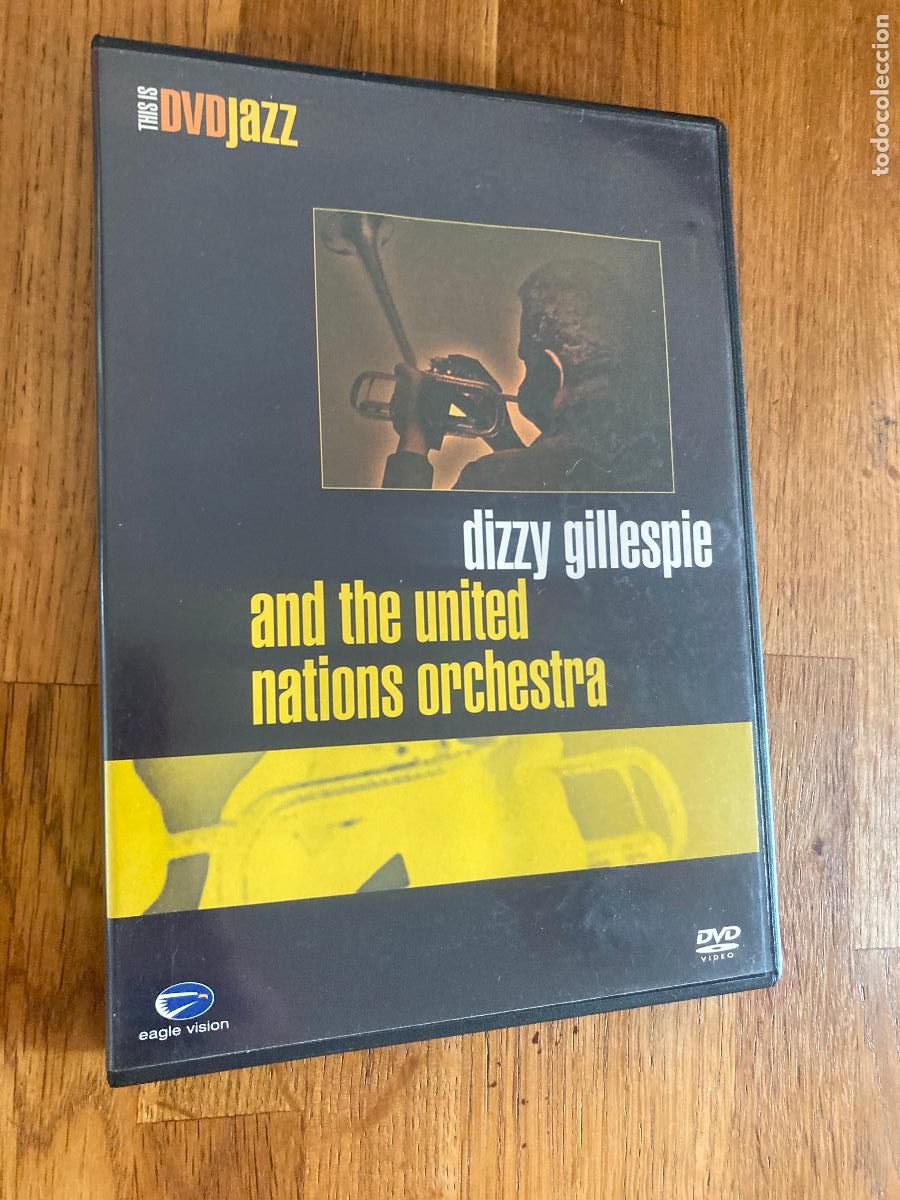 THIS IS DVDjazz
dizzy gillespie
and the united
nations orchestra
DVD
VIDEO
eagle vision
todocoleccion